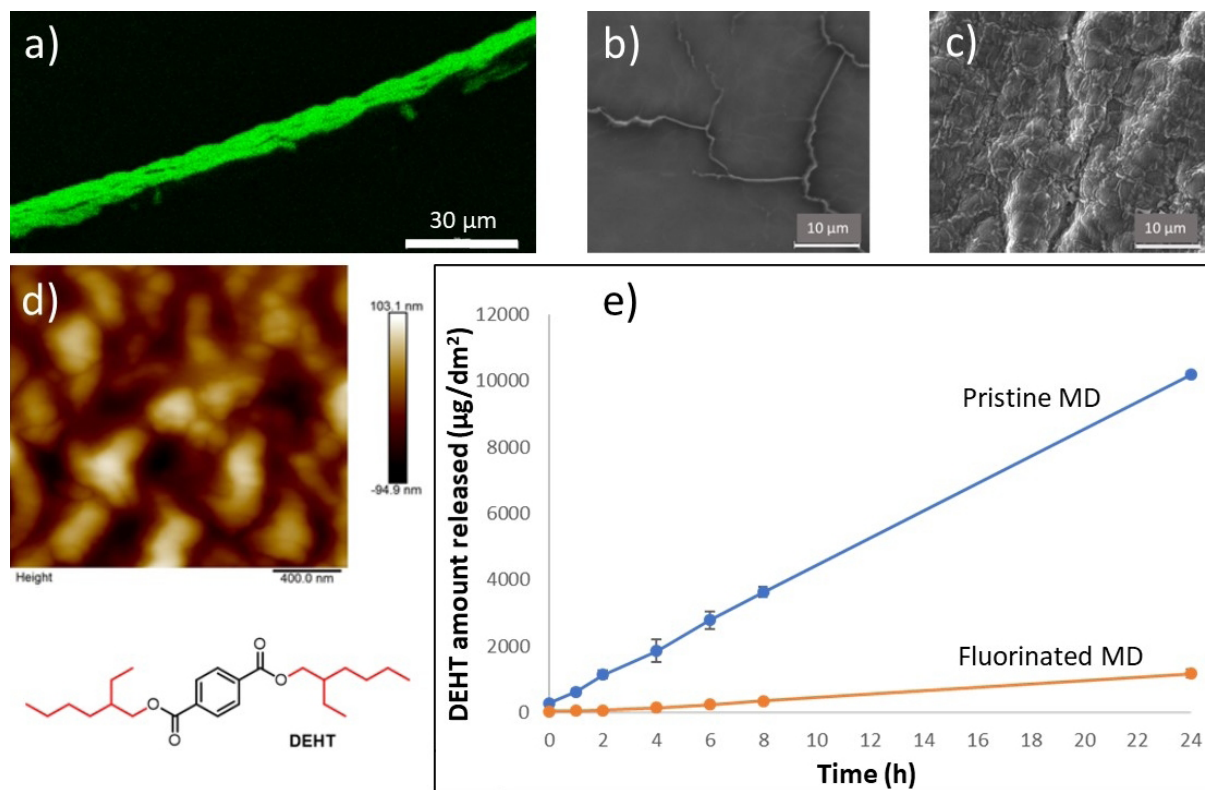 a)
30 µm
b)
10 µm
c)
10 µm
d)
103.1 nm
-94.9 nm
Height
400.0 nm
O
O
O
O
DEHT
e)
DEHT amount released (µg/dm²)
12000
10000
8000
6000
4000
2000
0
Pristine MD
Fluorinated MD
0 2 4 6 8 10 12 14 16 18 20 22 24
Time (h)